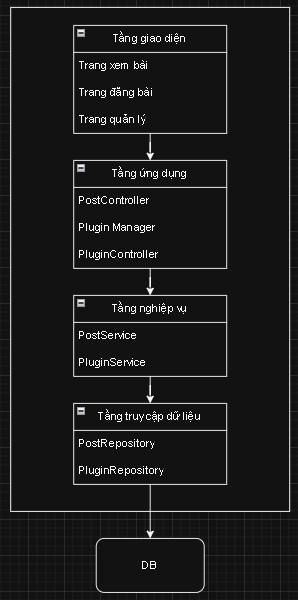 Tầng giao diện
Trang xem bài
Trang đăng bài
Trang quản lý
Tầng ứng dụng
PostController
Plugin Manager
PluginController
Tầng nghiệp vụ
PostService
PluginService
Tầng truy cập dữ liệu
PostRepository
PluginRepository
DB